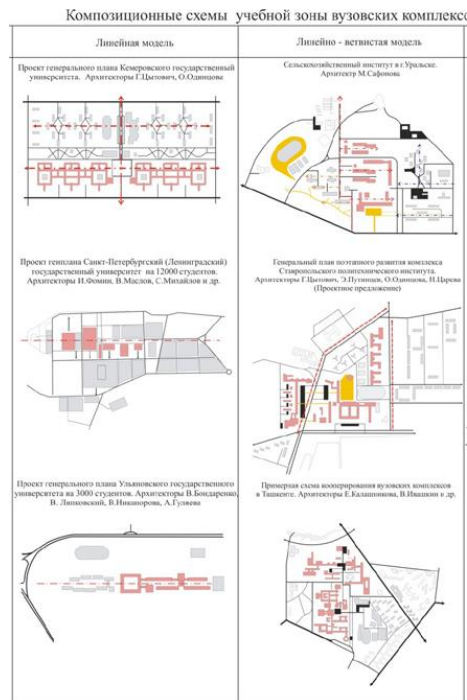 Композиционные схемы учебной зоны вузовских комплексо
Линейная модель
Линейно - ветвистая модель
Проект генерального плана Кемеровского государственный
университета. Архитекторы Г.Цытович, О.Одинцова
Сельскохозяйственный институт в г.Уральске.
Архитектр М.Сафонова
Проект генплана Санкт-Петербургский (Ленинградский)
государственный университет на 12000 студентов.
Архитекторы И.Фомин, В.Маслов, С.Михайлов и др.
Генеральный план поэтапного развития комплекса
Ставропольского политехнического института.
Архитекторы Г.Цытович, Э.Путинцев, О.Одинцова, Н.Царева
(Проектное предложение)
Проект генерального плана Ульяновского государственного
университета на 3000 студентов. Архитекторы В.Бондаренко,
В. Липковский, В.Никанорова, А.Гуляева
Примерная схема кооперирования вузовских комплексов
в Ташкенте. Архитекторы Е.Калашникова, В.Ивашкин и др.